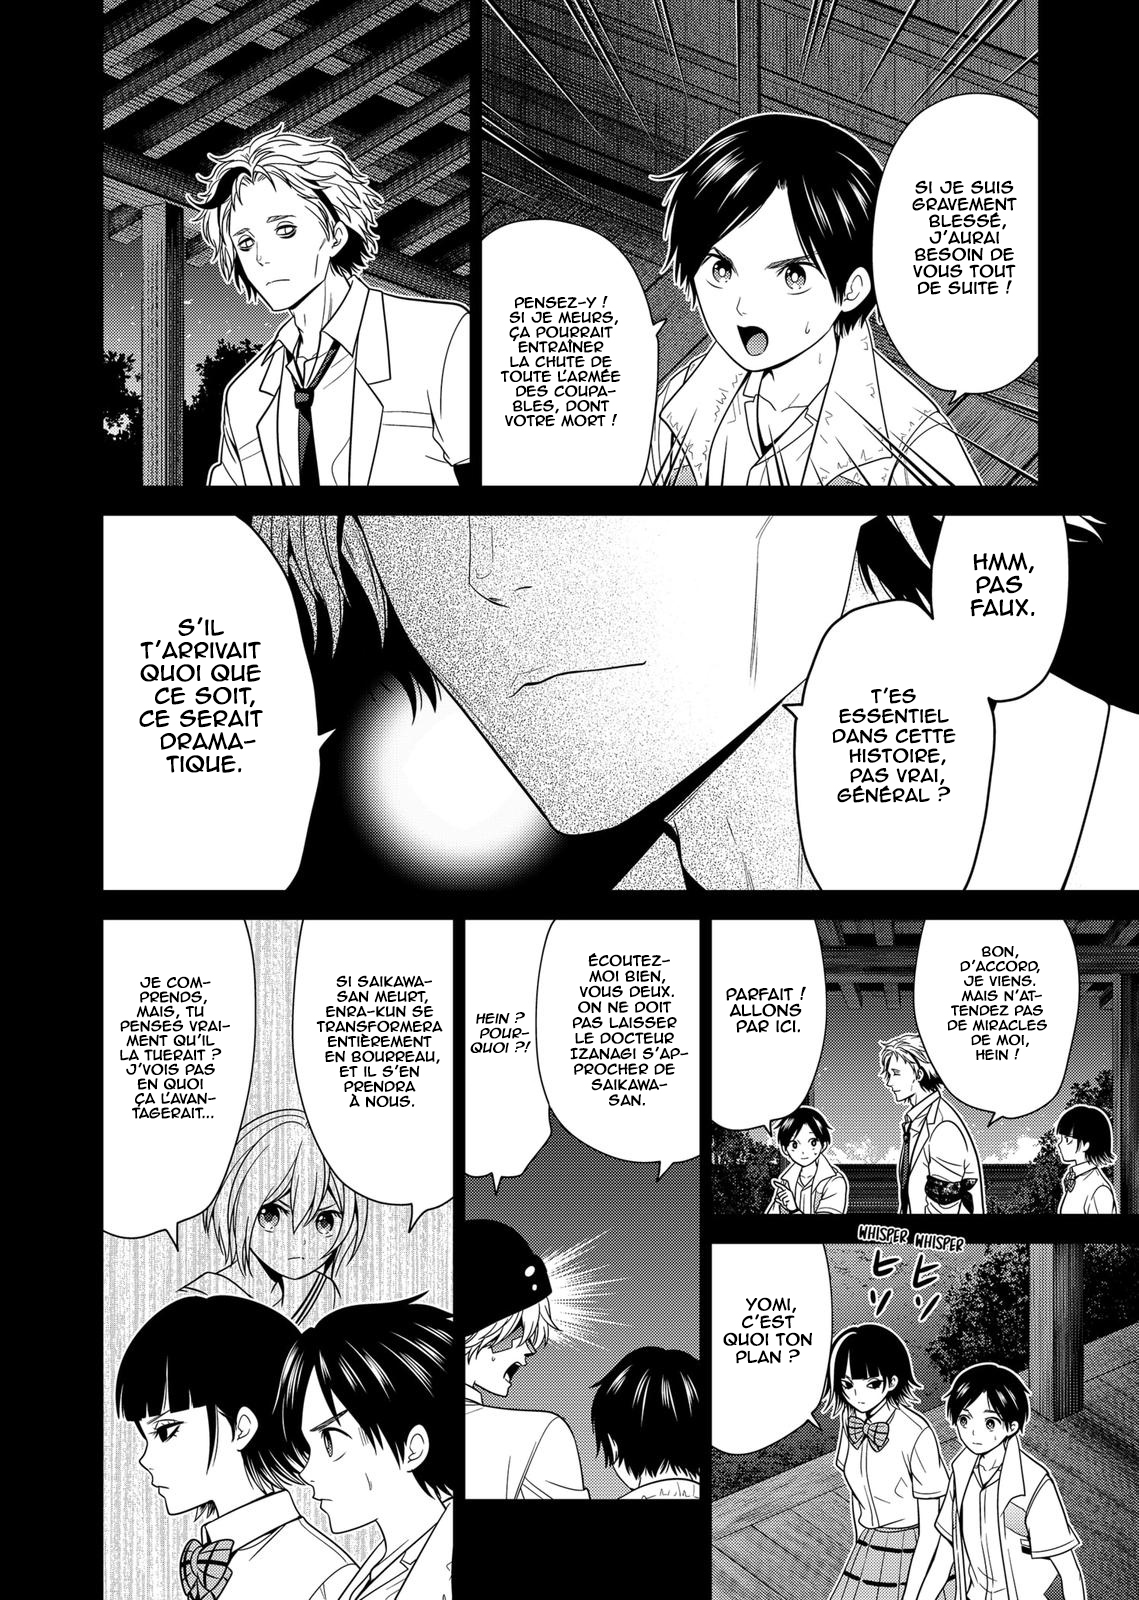 SI JE SUIS
GRAVEMENT
BLESSÉ,
J'AURAI
BESOIN DE
VOUS TOUT
DE SUITE !
PENSEZ-Y !
SI JE MEURS,
ÇA POURRAIT
ENTRAÎNER
LA CHUTE DE
TOUTE L'ARMÉE
DES COUPA-
BLES, DONT
VOTRE MORT !
HMM,
PAS
FAUX.
T'ES
ESSENTIEL
DANS CETTE
HISTOIRE,
PAS VRAI,
GÉNÉRAL ?
S'IL
T'ARRIVAIT
QUOI QUE
CE SOIT,
CE SERAIT
DRAMA-
TIQUE.
BON,
D'ACCORD,
JE VIENS.
MAIS N'AT-
TENDEZ PAS
DE MIRACLES
DE MOI,
HEIN !
PARFAIT !
ALLONS
PAR ICI.
WHISPER WHISPER
ヒソ ヒソ
YOMI,
C'EST
QUOI TON
PLAN ?
ÉCOUTEZ-
MOI BIEN,
VOUS DEUX.
ON NE DOIT
PAS LAISSER
LE DOCTEUR
IZANAGI S'AP-
PROCHER DE
SAIKAWA-
SAN.
HEIN ?
POUR-
QUOI ?!
SI SAIKAWA-
SAN MEURT,
ENRA-KUN SE
TRANSFORMERA
ENTIÈREMENT
EN BOURREAU,
ET IL S'EN
PRENDRA
À NOUS.
JE COM-
PRENDS,
MAIS, TU
PENSES VRAI-
MENT QU'IL
LA TUERAIT ?
J'VOIS PAS
EN QUOI
ÇA L'AVAN-
TAGERAIT...